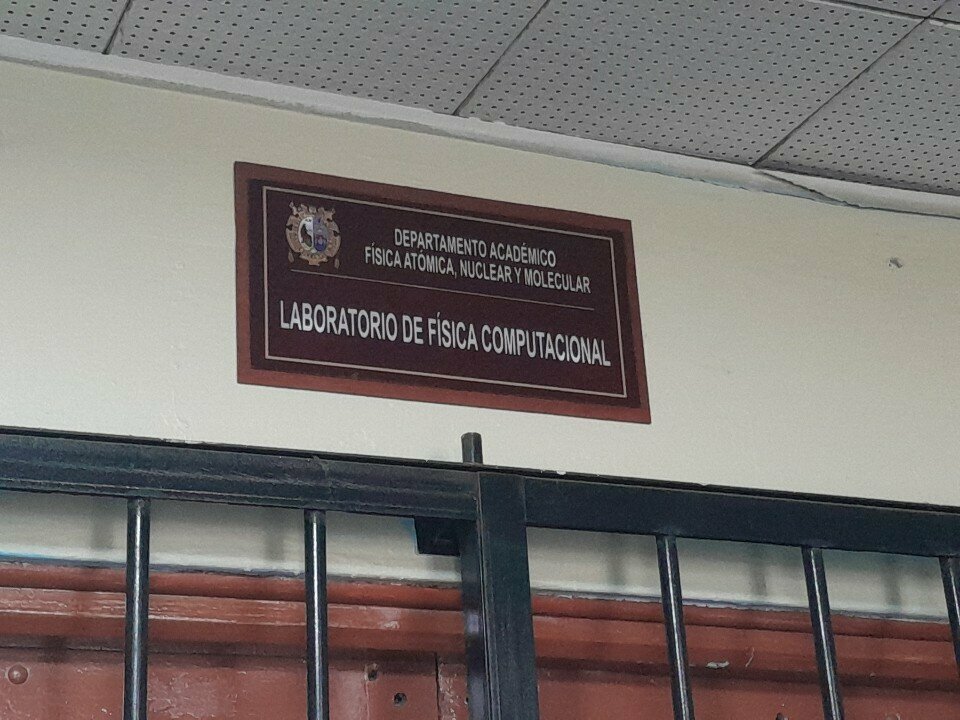 DEPARTAMENTO ACADÉMICO
FÍSICA ATÓMICA, NUCLEAR Y MOLECULAR
LABORATORIO DE FÍSICA COMPUTACIONAL